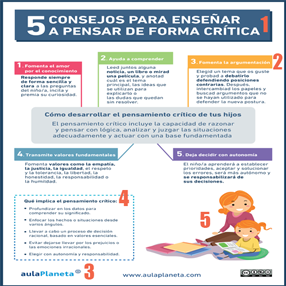 5 CONSEJOS PARA ENSEÑAR
A PENSAR DE FORMA CRÍTICA
1
1. Fomenta el amor
por el conocimiento
Responde siempre
de forma sencilla y
clara a las preguntas
del niño/a, incita y
premia su curiosidad.
2. Ayuda a comprender
Leed juntos alguna
noticia, un libro o mirad
una película, y anotad
cuál es el tema
principal, las ideas que
se utilizan para
explicarlo o
las dudas que quedan
sin resolver.
2
3. Fomenta la argumentación
Elegid un tema que os guste
y probad a debatirlo
defendiendo posiciones
contrarias. Después,
intercambiad los papeles y
buscad argumentos que no
se hayan utilizado para
defender la nueva postura.
Cómo desarrollar el pensamiento crítico de tus hijos
El pensamiento crítico incluye la capacidad de razonar
y pensar con lógica, analizar y juzgar las situaciones
adecuadamente y actuar con una base fundamentada
4. Transmite valores fundamentales
Fomenta valores como la empatía,
la justicia, la igualdad, el respeto
y la tolerancia, la libertad, la
honestidad, la responsabilidad o
la humildad.
5. Deja decidir con autonomía
El niño/a aprenderá a establecer
prioridades, aceptar y solucionar
los errores, será más autónomo y
se responsabilizará de
sus decisiones.
4
Qué implica el pensamiento crítico:
Profundizar en los datos para
comprender su significado.
Enfocar los hechos o situaciones desde
varios ángulos.
Llevar a cabo un proceso de decisión
racional, basado en valores esenciales.
Evitar dejarse llevar por los prejuicios o
las emociones irracionales.
Elegir con autonomía y responsabilidad.
5
aulaPlaneta
3
www.aulaplaneta.com